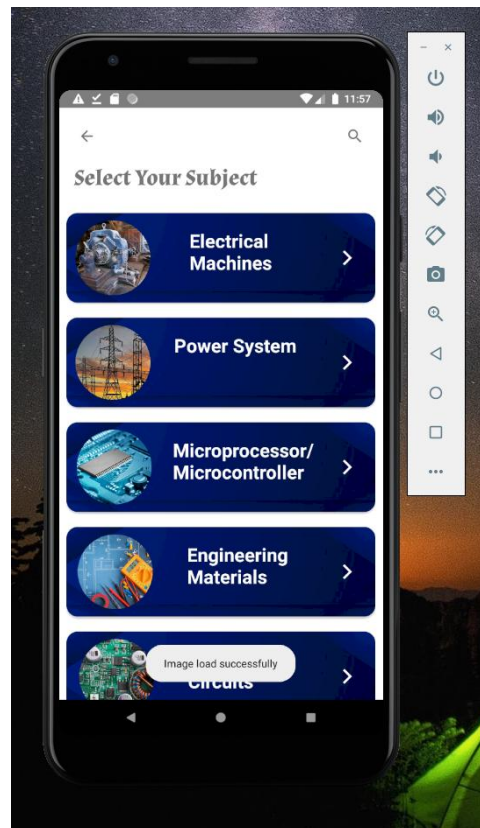 11:57
Select Your Subject
Electrical
Machines
Power System
Microprocessor/
Microcontroller
Engineering
Materials
Image load successfully
Circuits